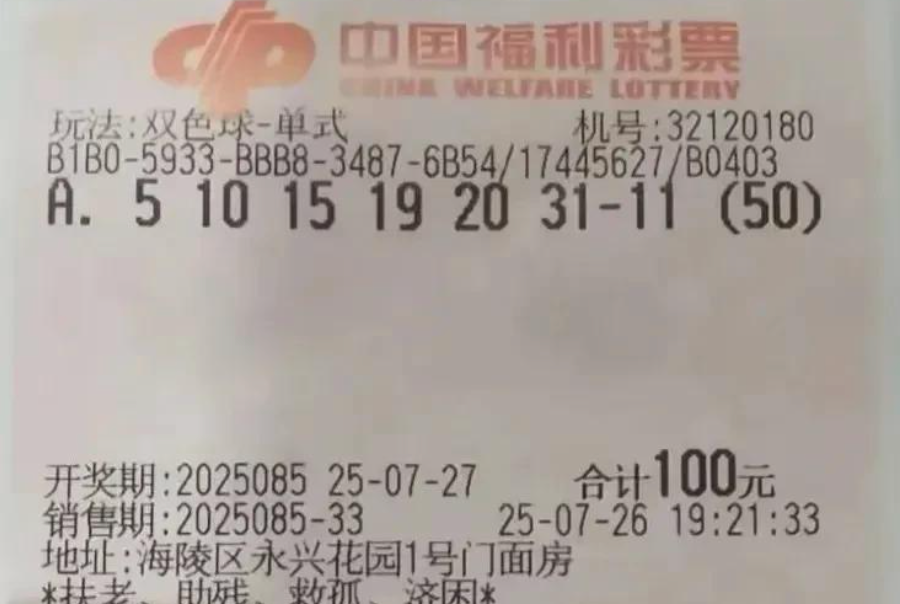 中国福利彩票
CHINA WELFARE LOTTERY
玩法:双色球-单式 机号:32120180
B1B0-5933-BBB8-3487-6B54/17445627/B0403
A. 5 10 15 19 20 31-11 (50)
开奖期:2025085 25-07-27 合计100元
销售期:2025085-33 25-07-26 19:21:33
地址:海陵区永兴花园1号门面房
*扶老、助残、救孤、济困*